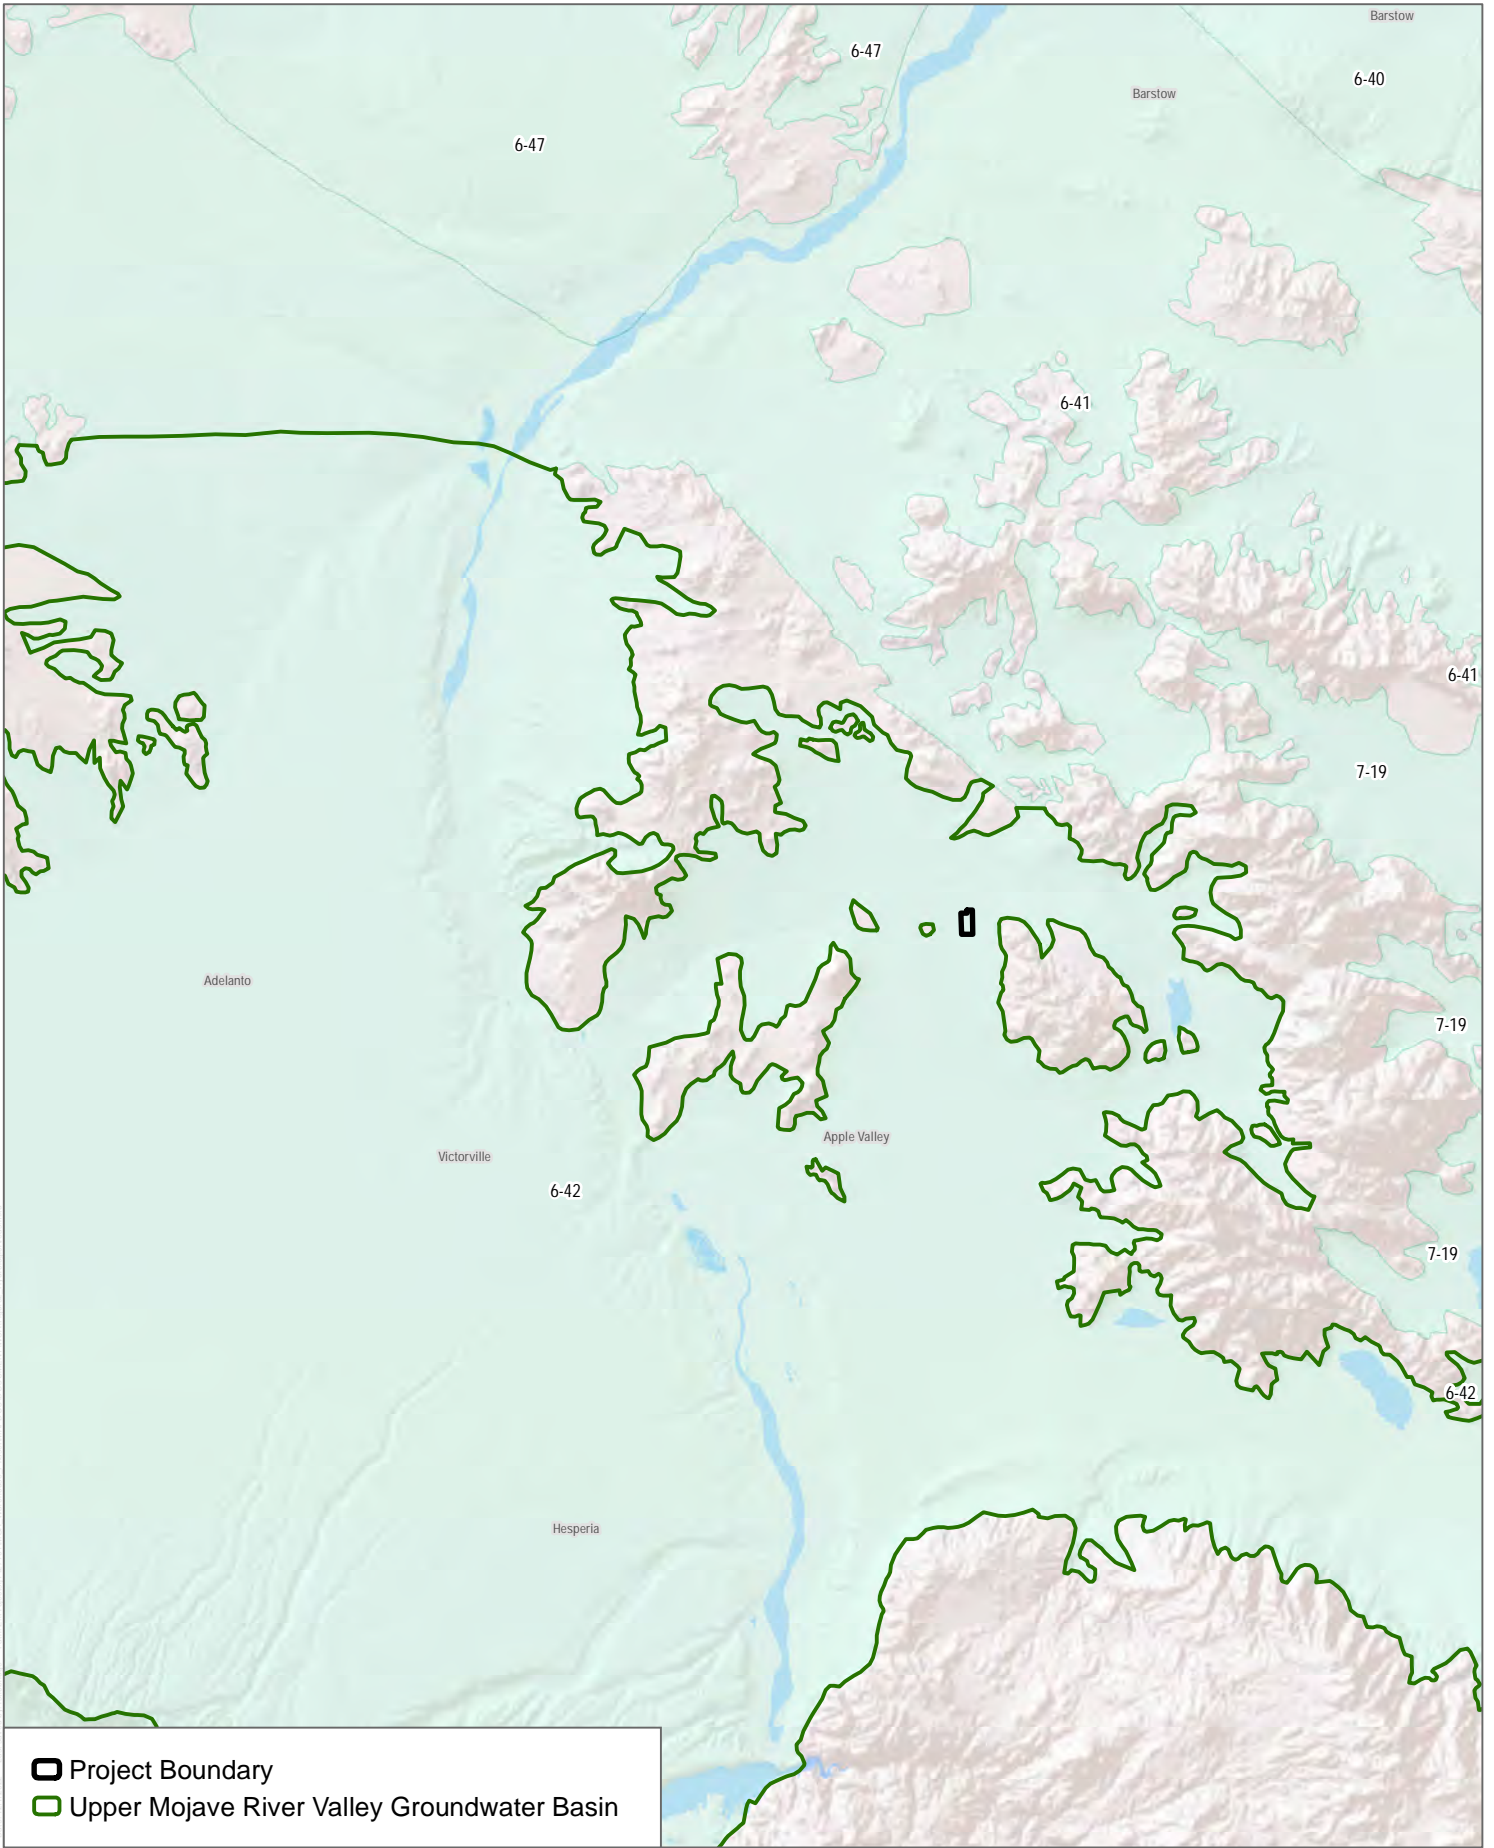 Barstow
6-47
6-40
Barstow
6-47
6-41
6-41
7-19
Adelanto
7-19
Apple Valley
Victorville
6-42
7-19
6-42
Hesperia
Project Boundary
Upper Mojave River Valley Groundwater Basin